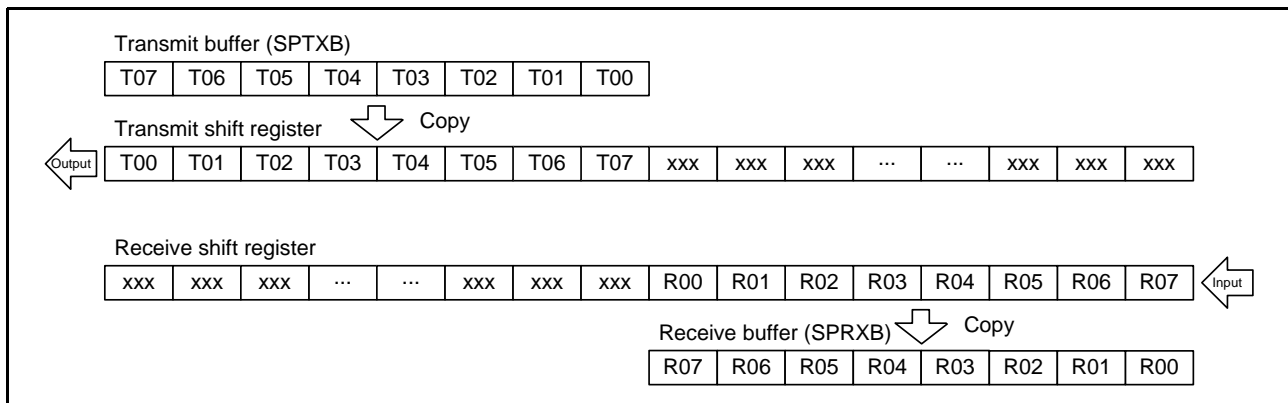 Transmit buffer (SPTXB)
T07 T06 T05 T04 T03 T02 T01 T00
Copy
Transmit shift register
Output T00 T01 T02 T03 T04 T05 T06 T07 xxx xxx xxx ... ... xxx xxx xxx
Receive shift register
xxx xxx xxx ... ... xxx xxx xxx R00 R01 R02 R03 R04 R05 R06 R07 Input
Receive buffer (SPRXB) Copy
R07 R06 R05 R04 R03 R02 R01 R00